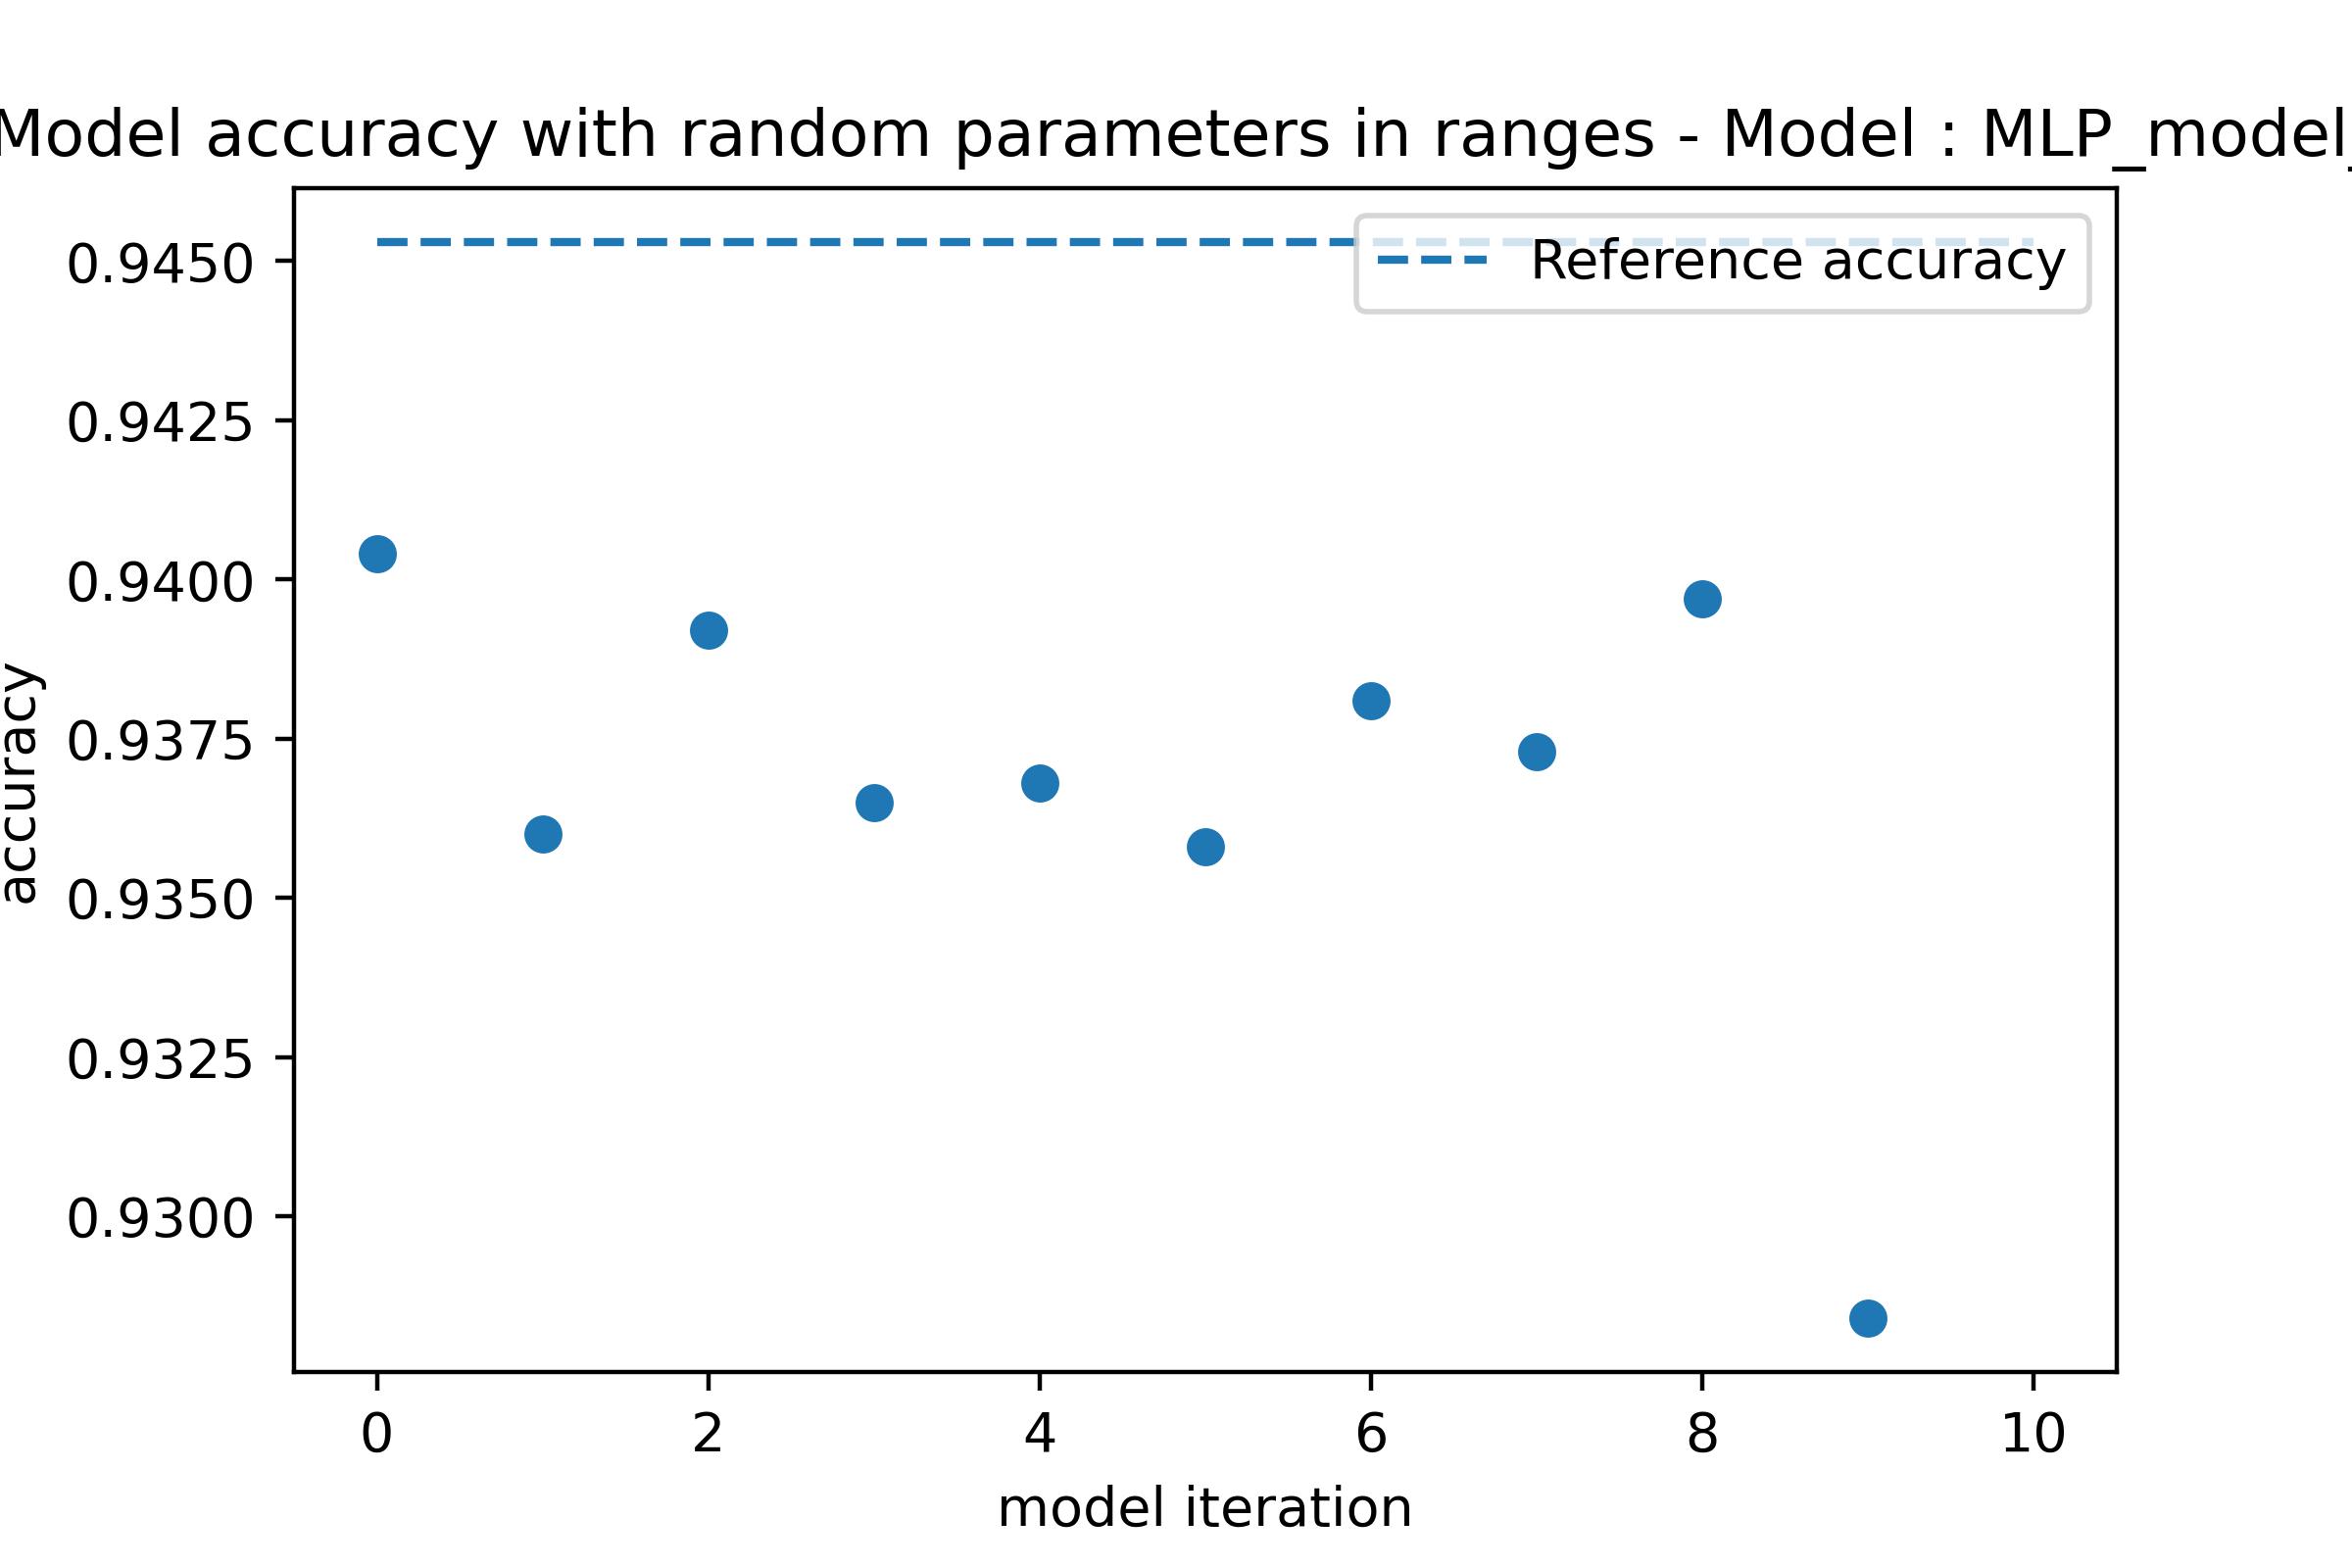 Model accuracy with random parameters in ranges - Model : MLP_model_
Reference accuracy
0.9450
0.9425
0.9400
0.9375
0.9350
0.9325
0.9300
accuracy
0 2 4 6 8 10
model iteration